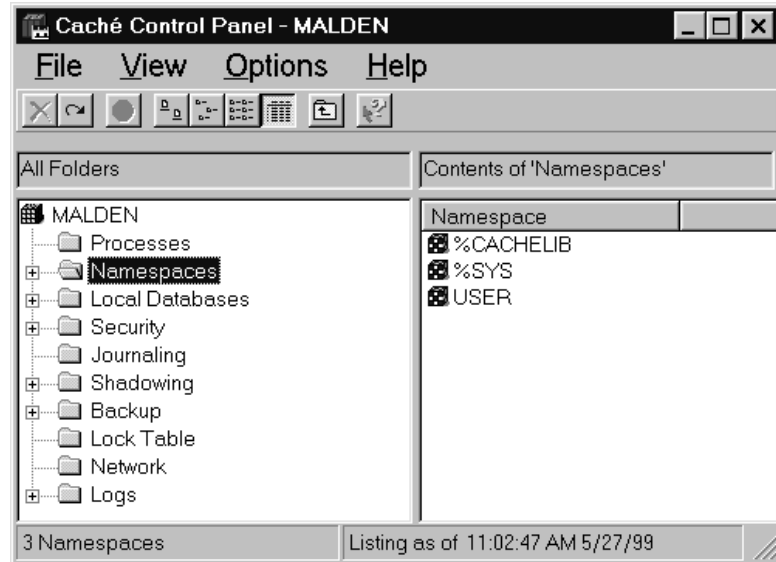 Caché Control Panel - MALDEN
File View Options Help
All Folders
Contents of 'Namespaces'
MALDEN
Processes
Namespaces
Local Databases
Security
Journaling
Shadowing
Backup
Lock Table
Network
Logs
Namespace
%CACHELIB
%SYS
USER
3 Namespaces
Listing as of 11:02:47 AM 5/27/99